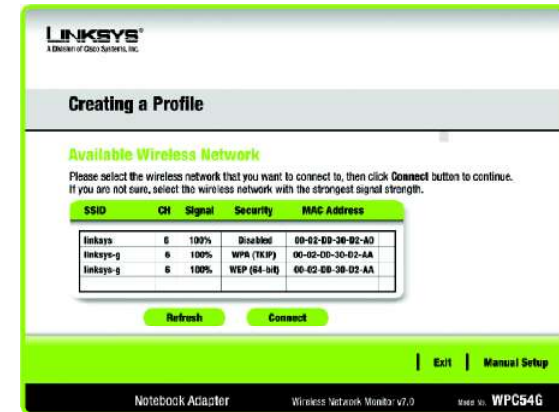 LINKSYS®
A Division of Cisco Systems, Inc.
Creating a Profile
Available Wireless Network
Please select the wireless network that you want to connect to, then click Connect button to continue.
If you are not sure, select the wireless network with the strongest signal strength.
SSID CH Signal Security MAC Address
linksys 6 100% Disabled 00-02-DD-30-D2-A0
linksys-g 6 100% WPA (TKIP) 00-02-DD-30-D2-AA
linksys-g 6 100% WEP (64-bit) 00-02-DD-30-D2-AA
Refresh Connect
Exit Manual Setup
Notebook Adapter Wireless Network Monitor v7.0 Model No. WPC54G